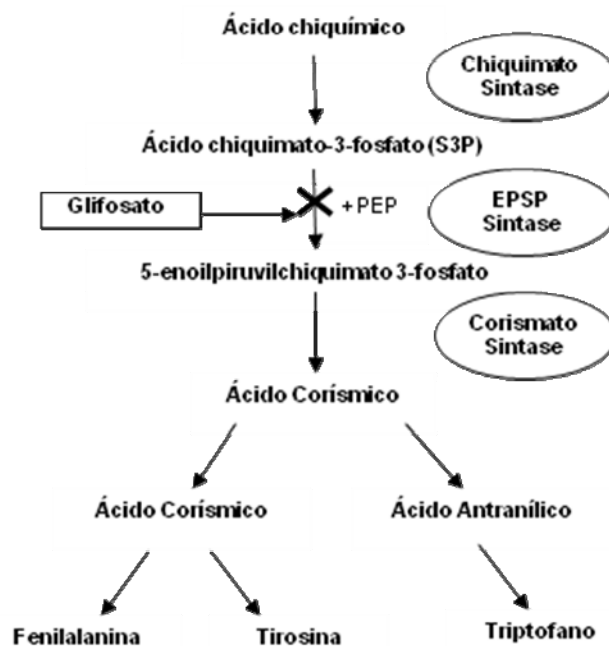 Ácido chiquímico
Chiquimato
Sintase
Ácido chiquimato-3-fosfato (S3P)
Glifosato
+ PEP
EPSP
Sintase
5-enoilpiruvilchiquimato 3-fosfato
Corismato
Sintase
Ácido Corísmico
Ácido Corísmico
Ácido Antranílico
Fenilalanina
Tirosina
Triptofano